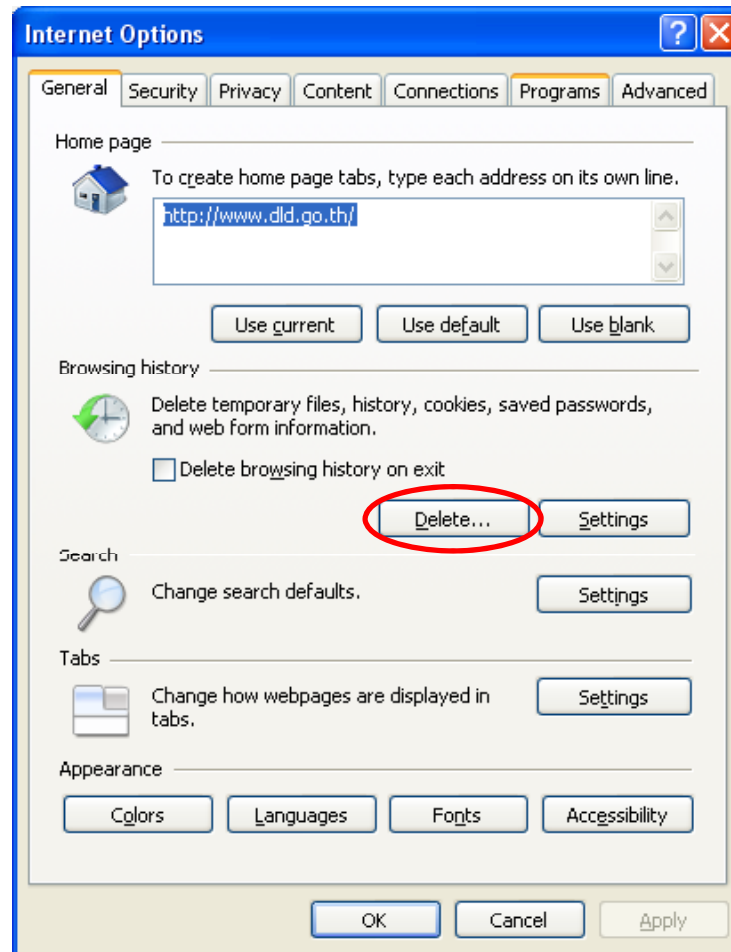 Internet Options
General Security Privacy Content Connections Programs Advanced
Home page
To create home page tabs, type each address on its own line.
http://www.dld.go.th/
Use current Use default Use blank
Browsing history
Delete temporary files, history, cookies, saved passwords,
and web form information.
Delete browsing history on exit
Delete... Settings
Search
Change search defaults.
Settings
Tabs
Change how webpages are displayed in
tabs.
Settings
Appearance
Colors Languages Fonts Accessibility
OK Cancel Apply